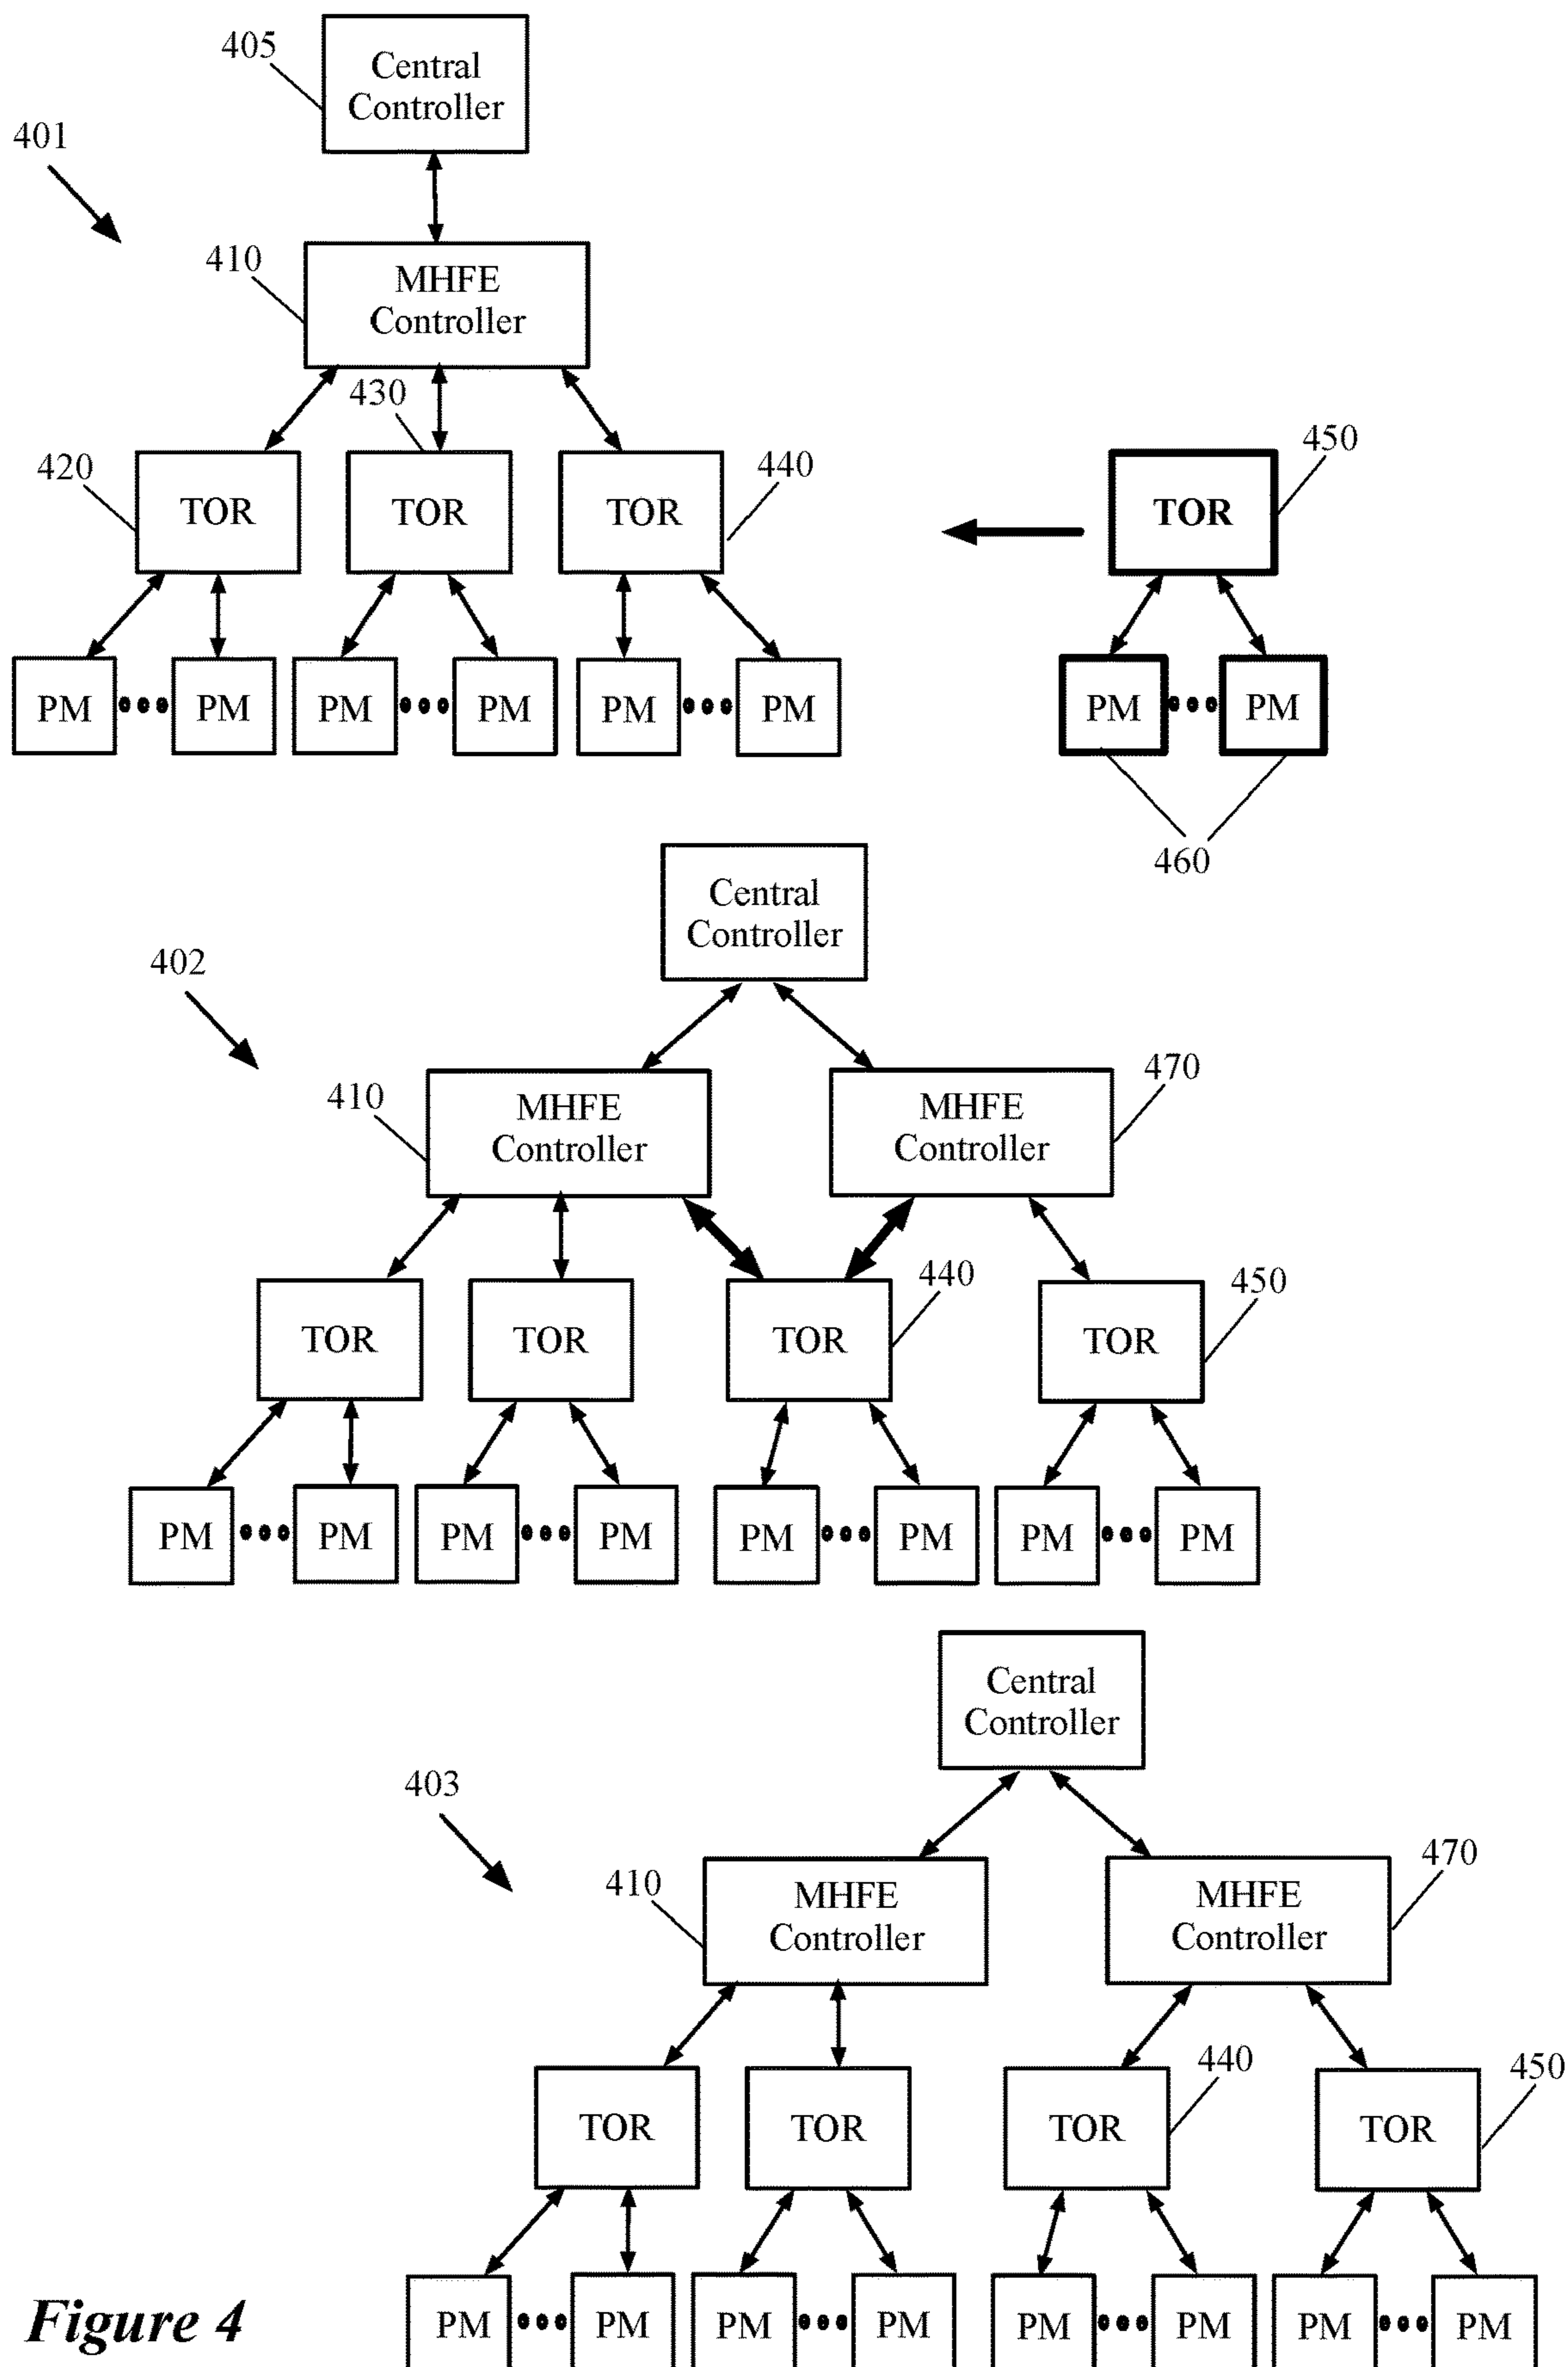 405
Central
Controller
401
410
MHFE
Controller
430
420
TOR
TOR
TOR
440
TOR
450
PM
PM
PM
PM
PM
PM
PM
PM
460
Central
Controller
402
410
MHFE
Controller
MHFE
Controller
470
TOR
TOR
TOR
440
TOR
450
PM
PM
PM
PM
PM
PM
PM
PM
Central
Controller
403
410
MHFE
Controller
MHFE
Controller
470
TOR
TOR
TOR
440
TOR
450
PM
PM
PM
PM
PM
PM
PM
PM
Figure 4